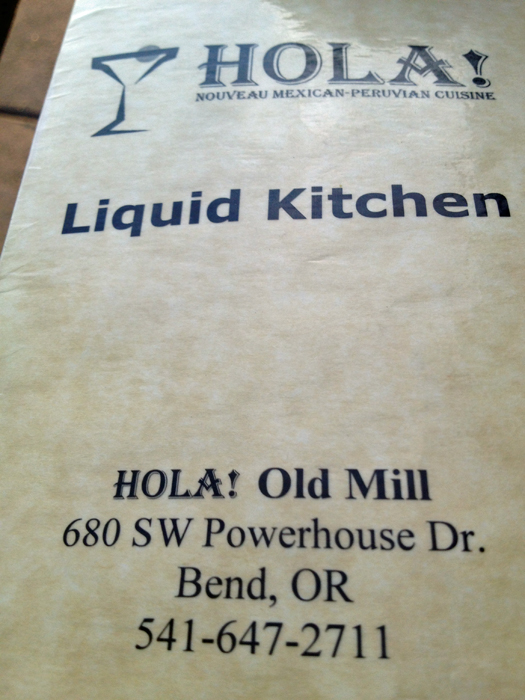 HOLA!
NOUVEAU MEXICAN-PERUVIAN CUISINE
Liquid Kitchen
HOLA! Old Mill
680 SW Powerhouse Dr.
Bend, OR
541-647-2711